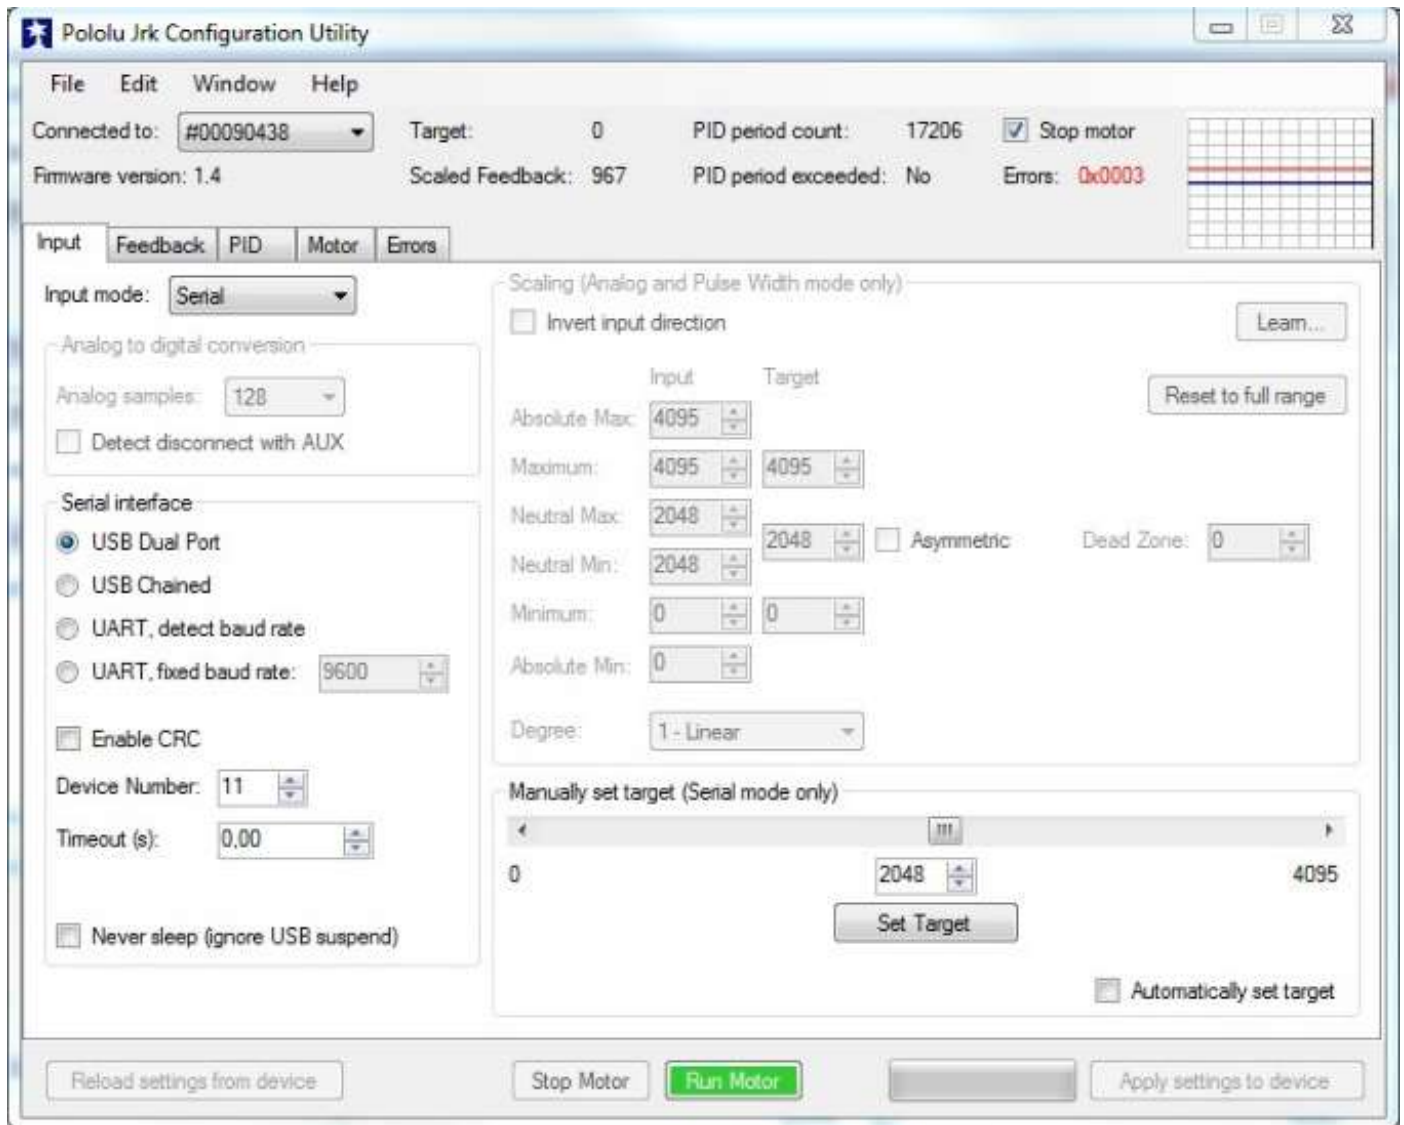 Pololu Jrk Configuration Utility
File Edit Window Help
Connected to: #00090438 Target: 0 PID period count: 17206 Stop motor
Firmware version: 1.4 Scaled Feedback: 967 PID period exceeded: No Errors: 0x0003
Input Feedback PID Motor Errors
Input mode: Serial
Analog to digital conversion
Analog samples: 128
Detect disconnect with AUX
Serial interface
USB Dual Port
USB Chained
UART, detect baud rate
UART, fixed baud rate: 9600
Enable CRC
Device Number: 11
Timeout (s): 0,00
Never sleep (ignore USB suspend)
Scaling (Analog and Pulse Width mode only)
Invert input direction Learn...
Input Target Reset to full range
Absolute Max: 4095
Maximum: 4095 4095
Neutral Max: 2048
2048 Asymmetric Dead Zone: 0
Neutral Min: 2048
Minimum: 0 0
Absolute Min: 0
Degree: 1 - Linear
Manually set target (Serial mode only)
0 2048 4095
Set Target
Automatically set target
Reload settings from device Stop Motor Run Motor Apply settings to device